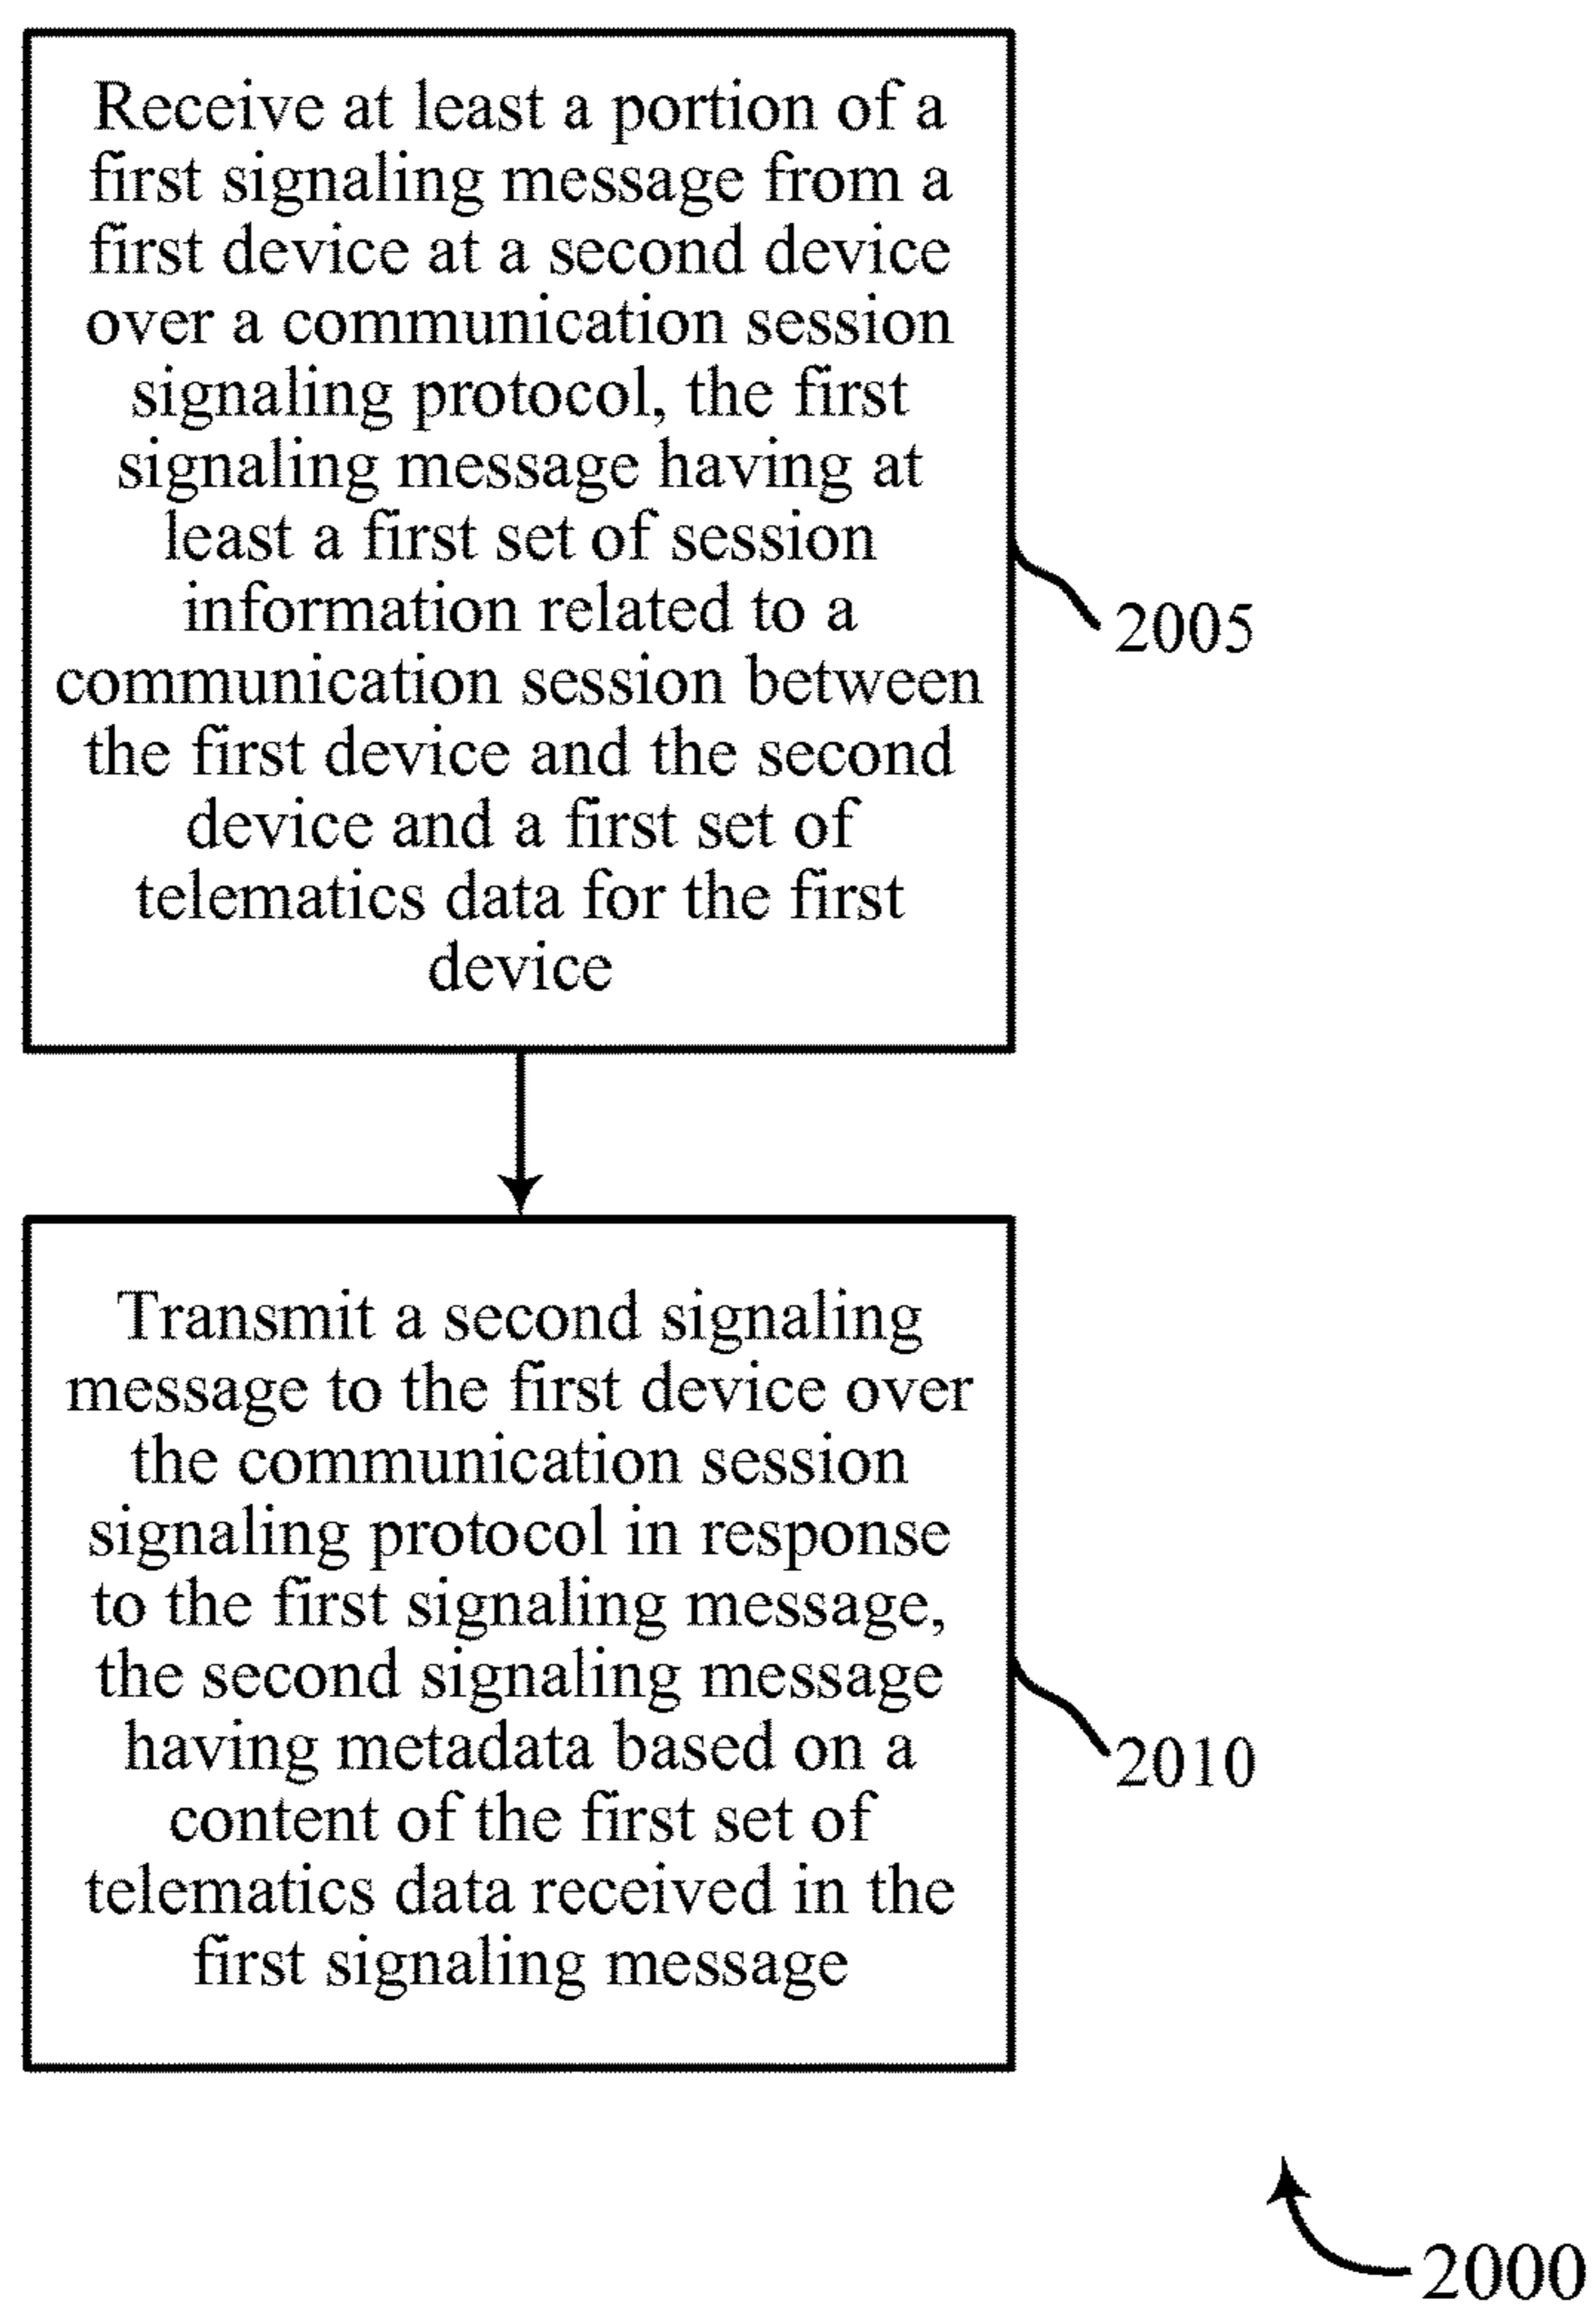 Receive at least a portion of a
first signaling message from a
first device at a second device
over a communication session
signaling protocol, the first
signaling message having at
least a first set of session
information related to a
communication session between
the first device and the second
device and a first set of
telematics data for the first
device
2005
Transmit a second signaling
message to the first device over
the communication session
signaling protocol in response
to the first signaling message,
the second signaling message
having metadata based on a
content of the first set of
telematics data received in the
first signaling message
2010
2000